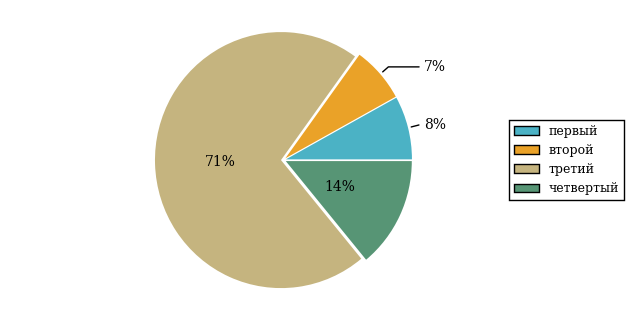 7%
8%
71%
14%
первый
второй
третий
четвертый